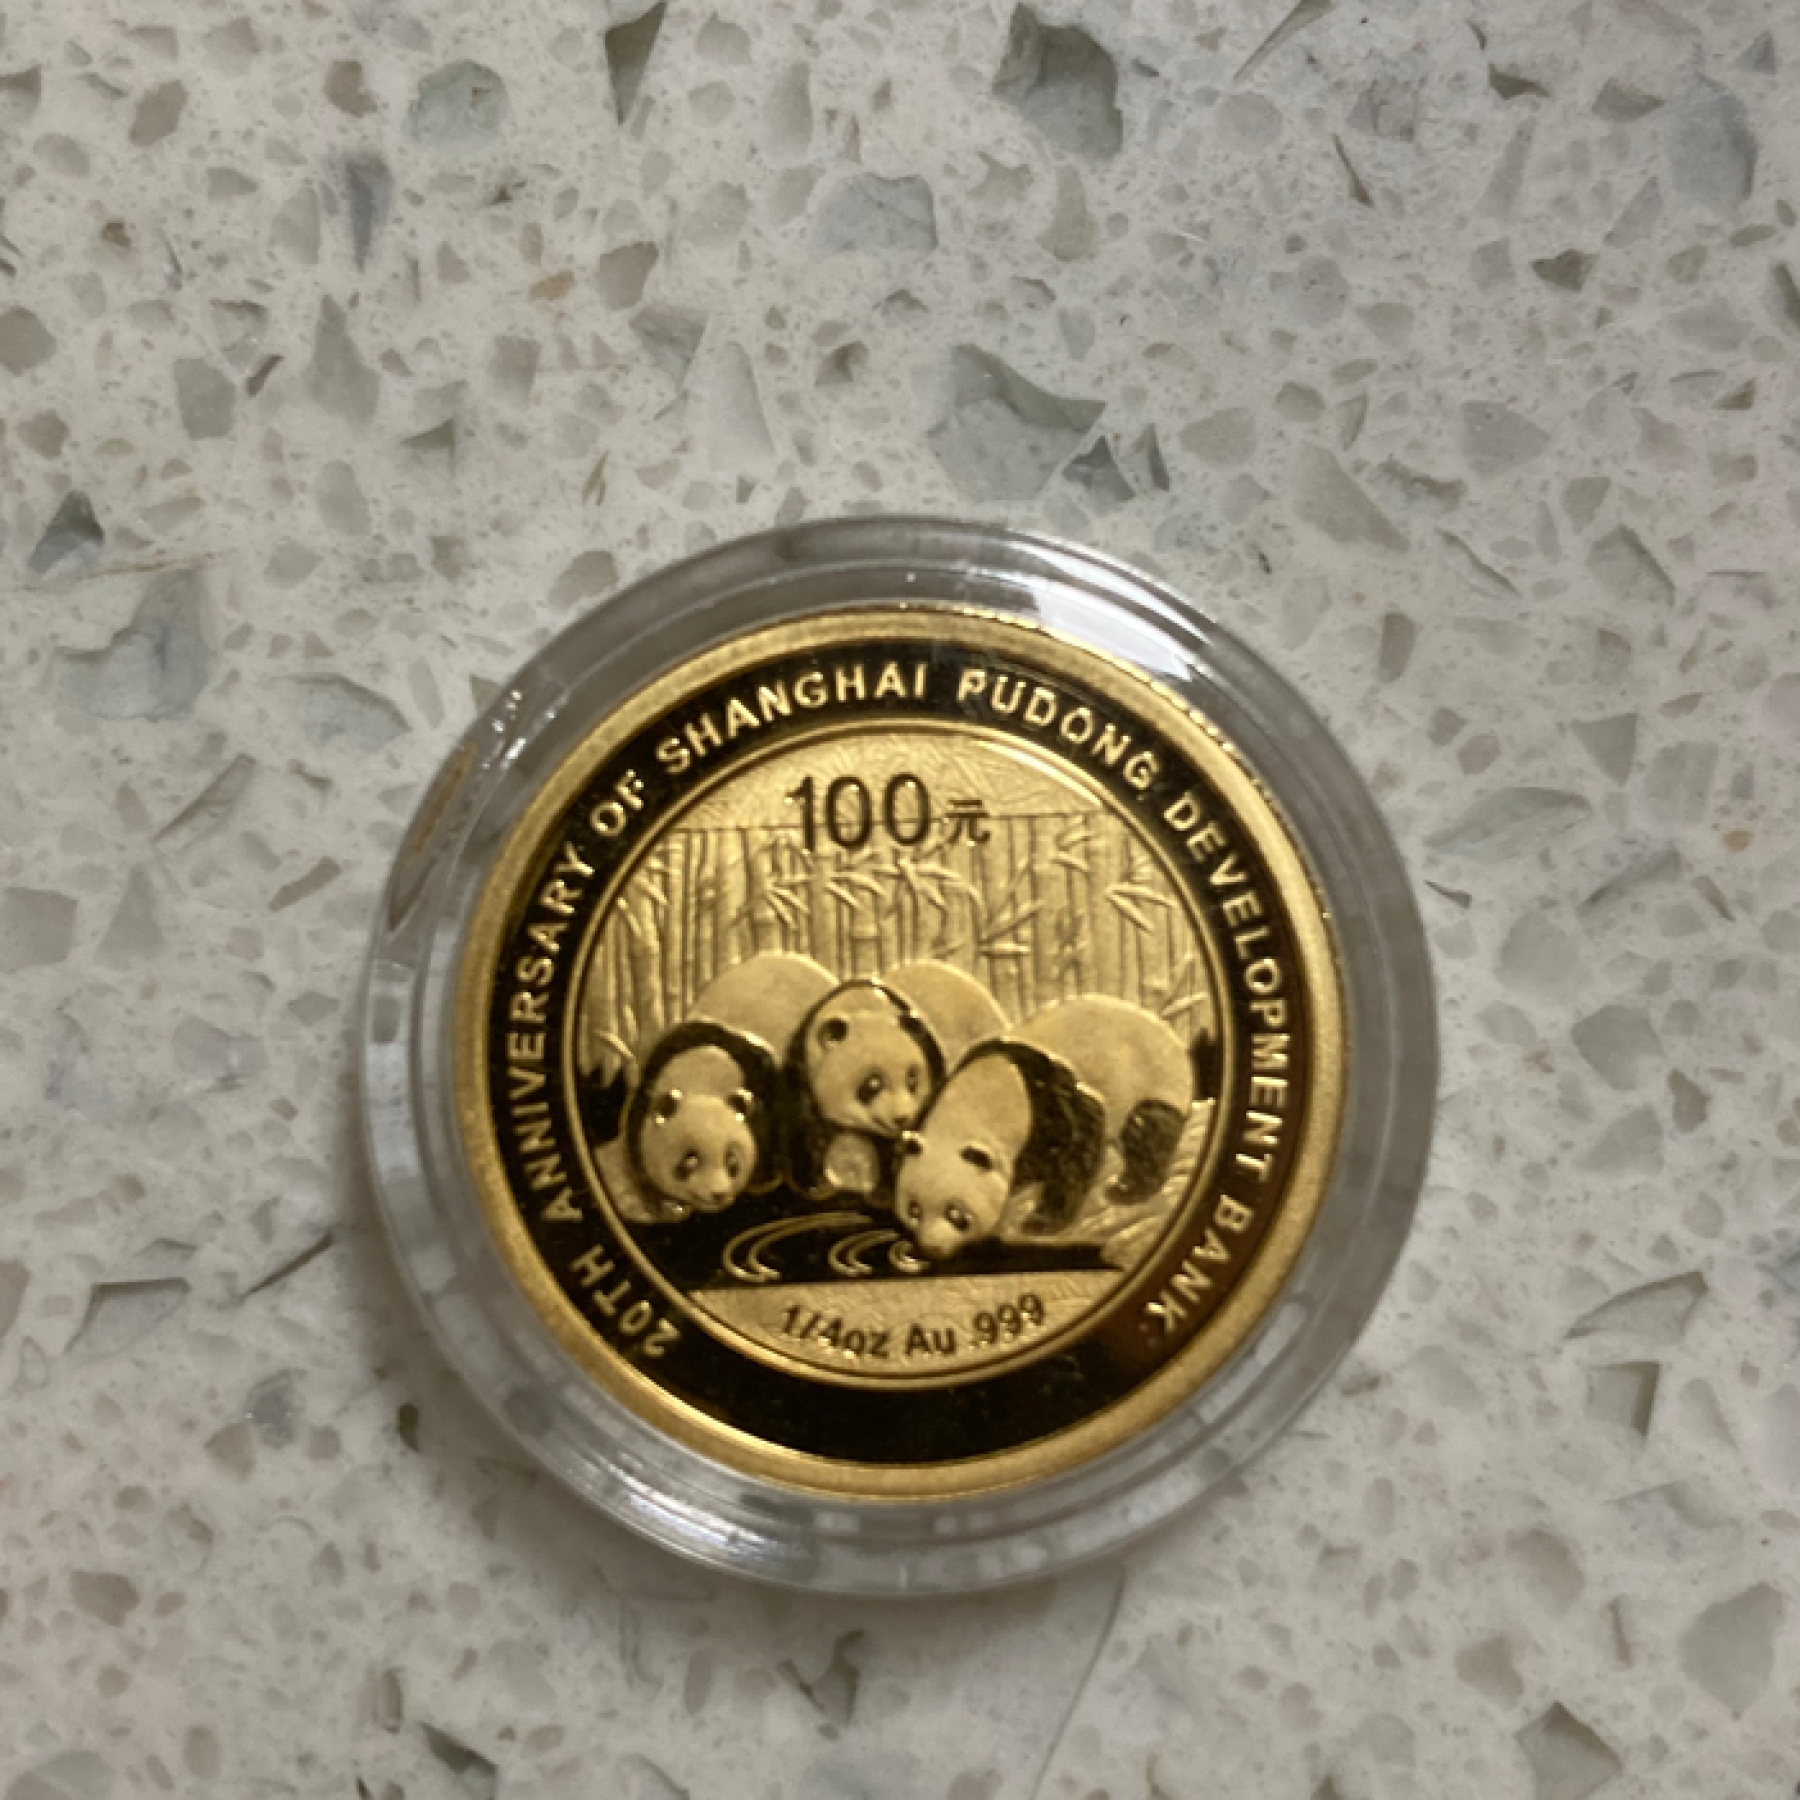 20TH ANNIVERSARY OF SHANGHAI PUDONG DEVELOPMENT BANK
100元
1/4oz Au .999